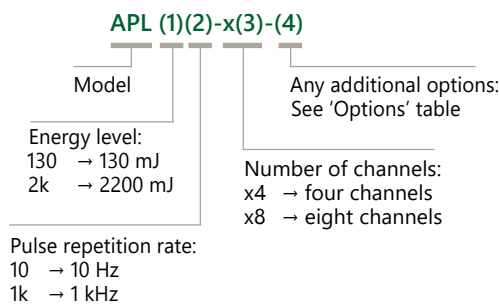 APL (1)(2)-x(3)-(4)
Model
Any additional options:
See ‘Options’ table
Energy level:
130 → 130 mJ
2k → 2200 mJ
Number of channels:
x4 → four channels
x8 → eight channels
Pulse repetition rate:
10 → 10 Hz
1k → 1 kHz